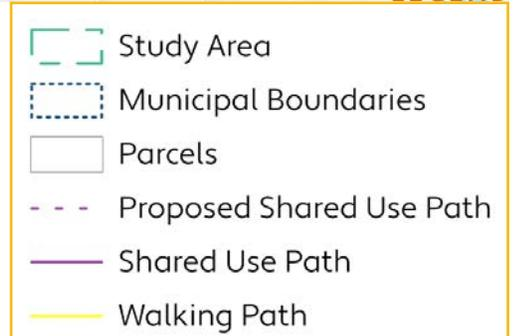 Study Area
Municipal Boundaries
Parcels
Proposed Shared Use Path
Shared Use Path
Walking Path